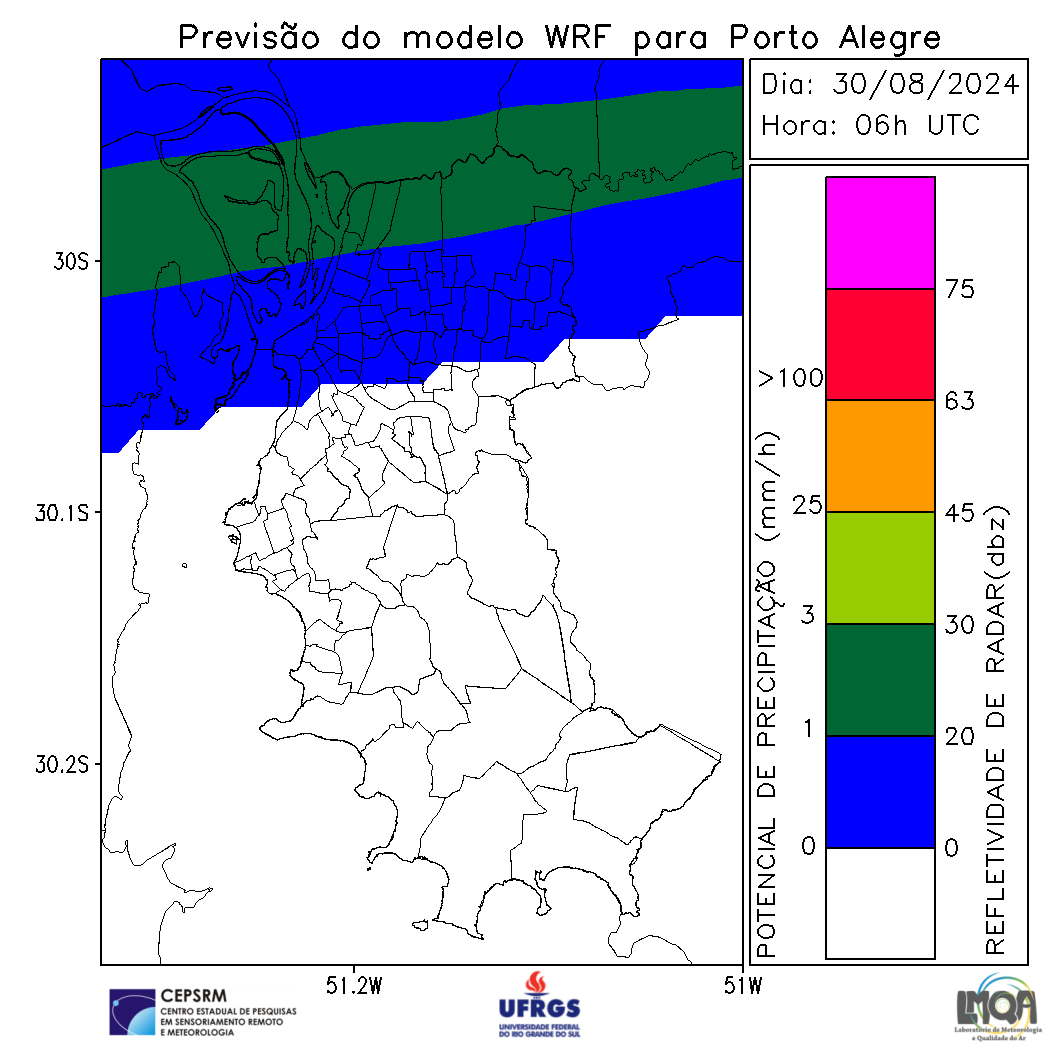 Previsão do modelo WRF para Porto Alegre
Dia: 30/08/2024
Hora: 06h UTC
30S
30.1S
30.2S
51.2W
51W
POTENCIAL DE PRECIPITAÇÃO (mm/h)
>100
25
3
1
0
75
63
45
30
20
0
REFLETIVIDADE DE RADAR(dbz)
CEPSRM
CENTRO ESTADUAL DE PESQUISAS
EM SENSORIAMENTO REMOTO
E METEOROLOGIA
UFRGS
UNIVERSIDADE FEDERAL
DO RIO GRANDE DO SUL
LMQA
Laboratório de Meteorologia
e Qualidade do Ar